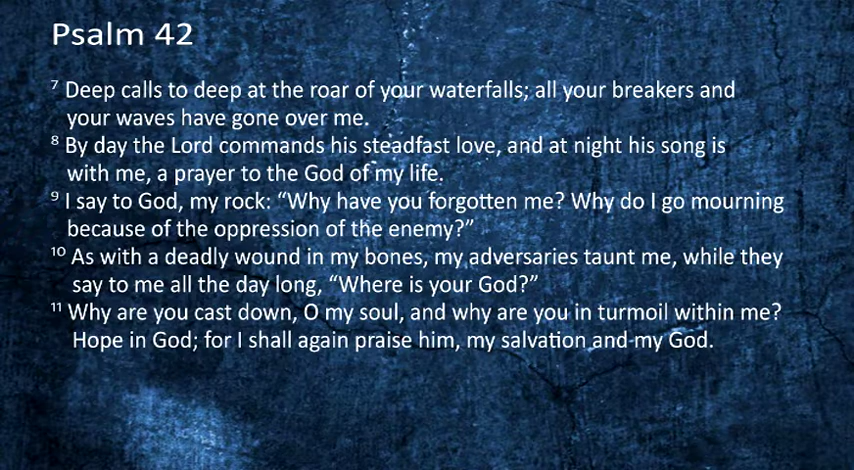 Psalm 42
⁷ Deep calls to deep at the roar of your waterfalls; all your breakers and
your waves have gone over me.
⁸ By day the Lord commands his steadfast love, and at night his song is
with me, a prayer to the God of my life.
⁹ I say to God, my rock: “Why have you forgotten me? Why do I go mourning
because of the oppression of the enemy?”
¹⁰ As with a deadly wound in my bones, my adversaries taunt me, while they
say to me all the day long, “Where is your God?”
¹¹ Why are you cast down, O my soul, and why are you in turmoil within me?
Hope in God; for I shall again praise him, my salvation and my God.